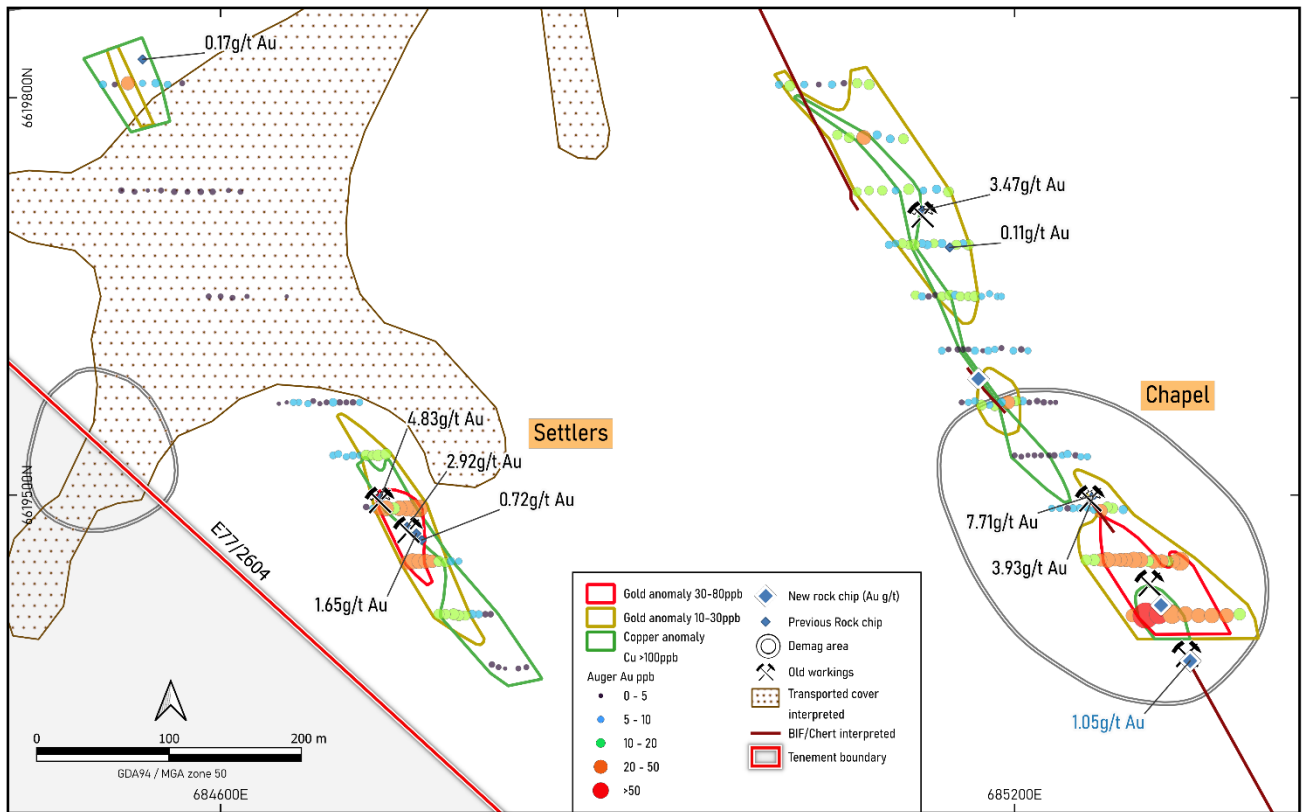 0.17g/t Au
6619800N
3.47g/t Au
0.11g/t Au
Chapel
4.83g/t Au
Settlers
2.92g/t Au
0.72g/t Au
6619500N
7.71g/t Au
3.93g/t Au
E77/2604
1.65g/t Au
1.05g/t Au
Gold anomaly 30-80ppb
Gold anomaly 10-30ppb
Copper anomaly
Cu >100ppb
Auger Au ppb
0 - 5
5 - 10
10 - 20
20 - 50
>50
New rock chip (Au g/t)
Previous Rock chip
Demag area
Old workings
Transported cover
interpreted
BIF/Chert interpreted
Tenement boundary
0 100 200 m
GDA94 / MGA zone 50
684600E
685200E